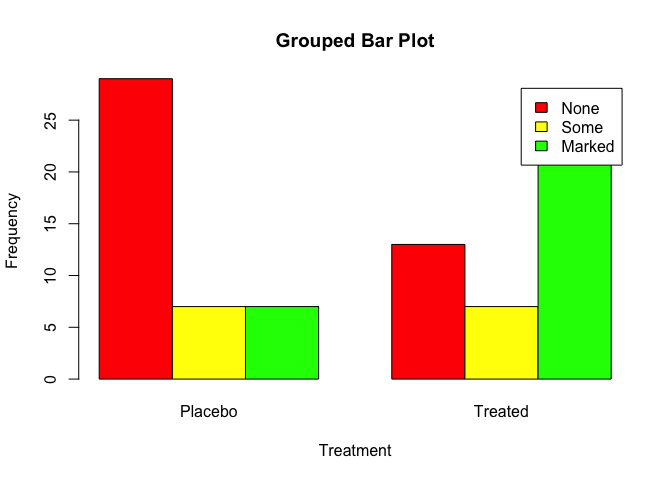 Grouped Bar Plot
None
Some
Marked
25
20
15
10
5
0
Frequency
Placebo
Treated
Treatment